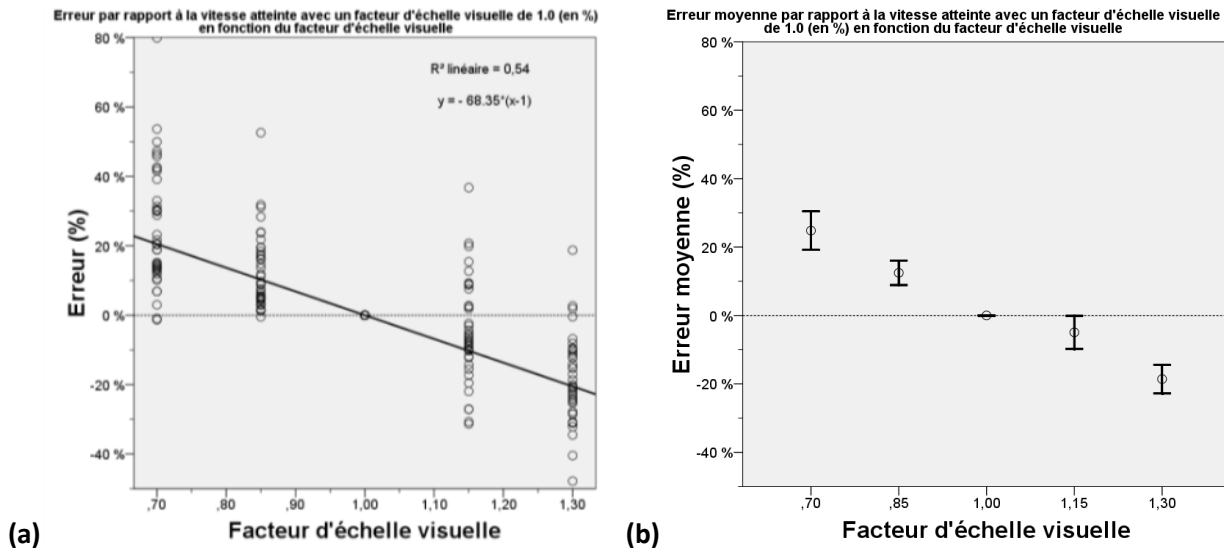 Erreur par rapport à la vitesse atteinte avec un facteur d'échelle visuelle de 1.0 (en %)
en fonction du facteur d'échelle visuelle
80 %
60 %
40 %
20 %
0 %
-20 %
-40 %
Erreur (%)
R² linéaire = 0,54
y = - 68.35*(x-1)
,70
,80
,90
1,00
1,10
1,20
1,30
Facteur d'échelle visuelle
(a)
Erreur moyenne par rapport à la vitesse atteinte avec un facteur d'échelle visuelle
de 1.0 (en %) en fonction du facteur d'échelle visuelle
80 %
60 %
40 %
20 %
0 %
-20 %
-40 %
Erreur moyenne (%)
,70
,85
1,00
1,15
1,30
Facteur d'échelle visuelle
(b)